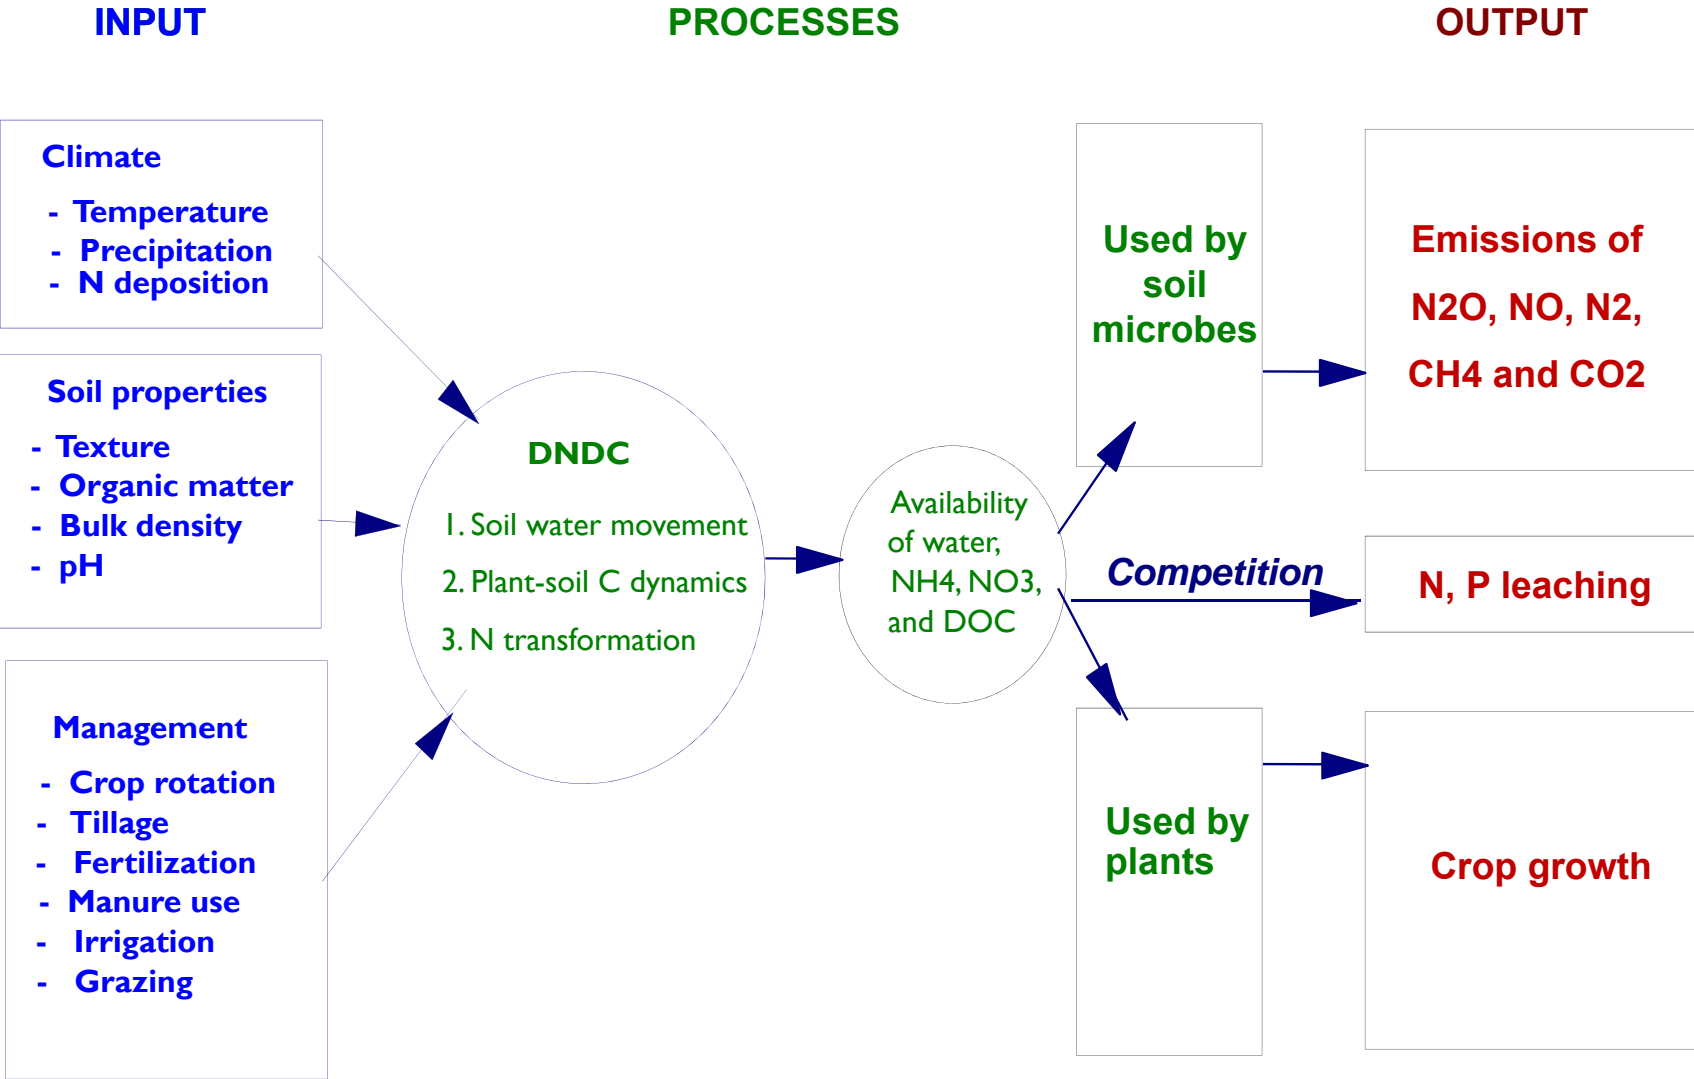 INPUT
PROCESSES
OUTPUT
Climate
- Temperature
- Precipitation
- N deposition
Soil properties
- Texture
- Organic matter
- Bulk density
- pH
Management
- Crop rotation
- Tillage
- Fertilization
- Manure use
- Irrigation
- Grazing
DNDC
1. Soil water movement
2. Plant-soil C dynamics
3. N transformation
Availability
of water,
NH4, NO3,
and DOC
Used by
soil
microbes
Competition
Used by
plants
Emissions of
N2O, NO, N2,
CH4 and CO2
N, P leaching
Crop growth